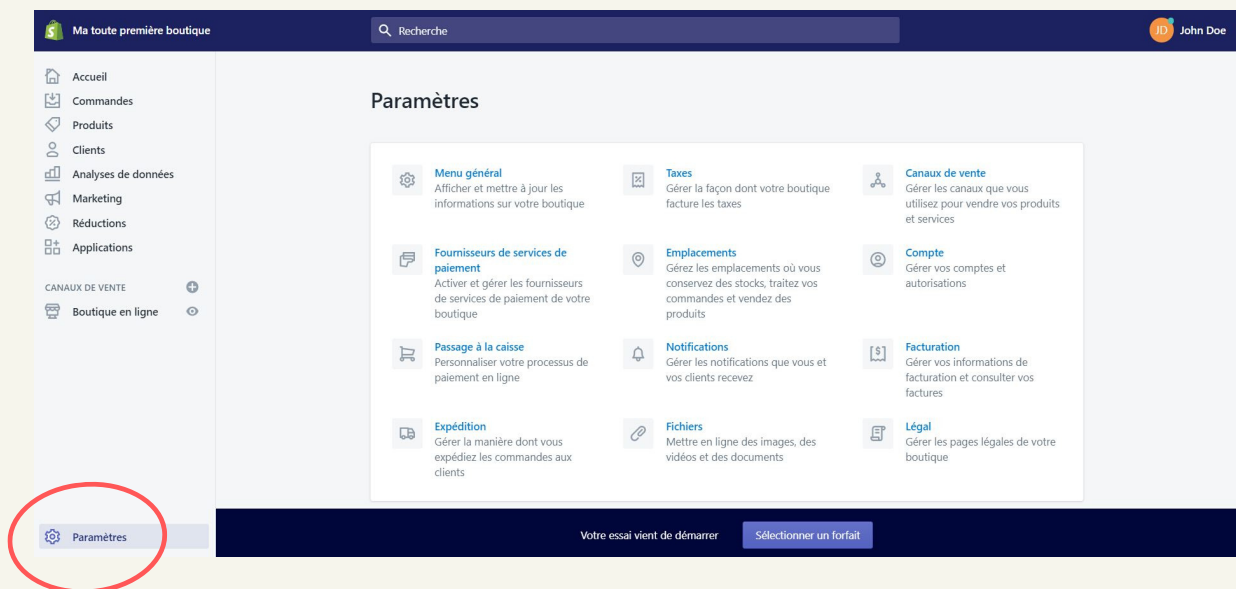 Ma toute première boutique
Recherche
JD
John Doe
Accueil
Commandes
Produits
Clients
Analyses de données
Marketing
Réductions
Applications
CANAUX DE VENTE
Boutique en ligne
Paramètres
Paramètres
Menu général
Afficher et mettre à jour les
informations sur votre boutique
Taxes
Gérer la façon dont votre boutique
facture les taxes
Canaux de vente
Gérer les canaux que vous
utilisez pour vendre vos produits
et services
Fournisseurs de services de
paiement
Activer et gérer les fournisseurs
de services de paiement de votre
boutique
Emplacements
Gérez les emplacements où vous
conservez des stocks, traitez vos
commandes et vendez des
produits
Compte
Gérer vos comptes et
autorisations
Passage à la caisse
Personnaliser votre processus de
paiement en ligne
Notifications
Gérer les notifications que vous et
vos clients recevez
Facturation
Gérer vos informations de
facturation et consulter vos
factures
Expédition
Gérer la manière dont vous
expédiez les commandes aux
clients
Fichiers
Mettre en ligne des images, des
vidéos et des documents
Légal
Gérer les pages légales de votre
boutique
Votre essai vient de démarrer
Sélectionner un forfait